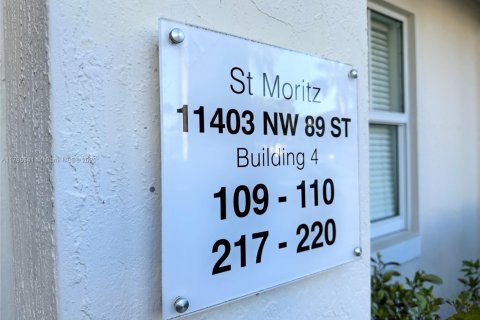 St Moritz
11403 NW 89 ST
Building 4
109 - 110
217 - 220